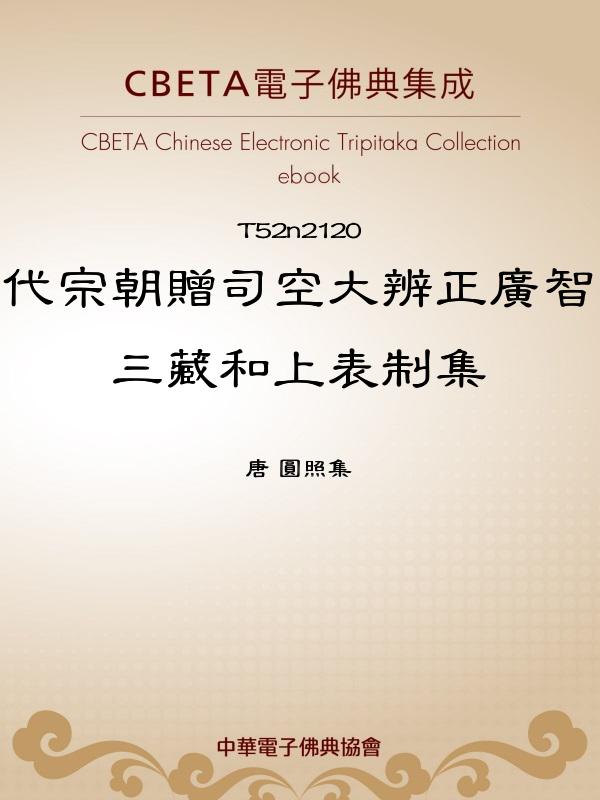 CBETA電子佛典集成
CBETA Chinese Electronic Tripitaka Collection
ebook
T52n2120
代宗朝贈司空大辨正廣智
三藏和上表制集
唐 圓照集
中華電子佛典協會